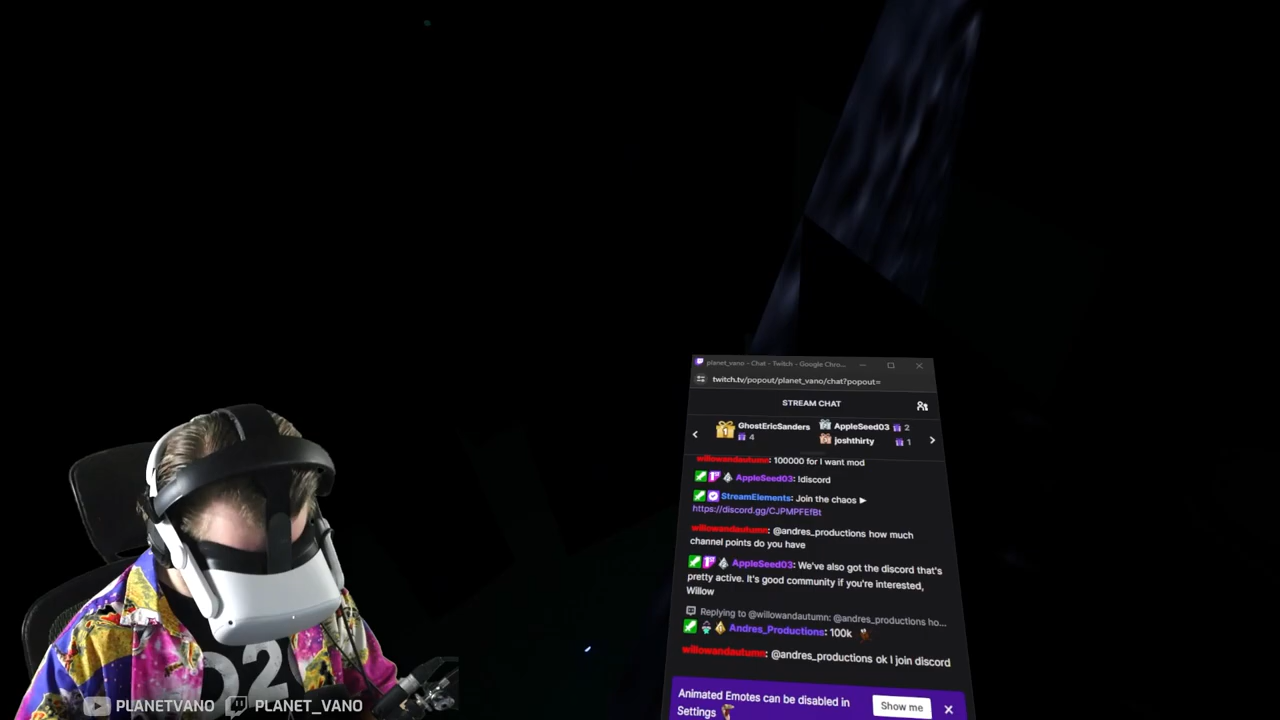 planet_vano - Chat - Twitch - Google Chro...
twitch.tv/popout/planet_vano/chat?popout=
STREAM CHAT
GhostEricSanders 4
AppleSeed03 2
joshthirty 1
willowandautumn: 100000 for i want mod
AppleSeed03: !discord
StreamElements: Join the chaos ▶
https://discord.gg/CJPMPFEfBt
willowandautumn: @andres_productions how much
channel points do you have
AppleSeed03: We've also got the discord that's
pretty active. It's good community if you're interested,
Willow
Replying to @willowandautumn: @andres_productions ho...
Andres_Productions: 100k
willowandautumn: @andres_productions ok I join discord
Animated Emotes can be disabled in
Settings
Show me
PLANETVANO PLANET_VANO